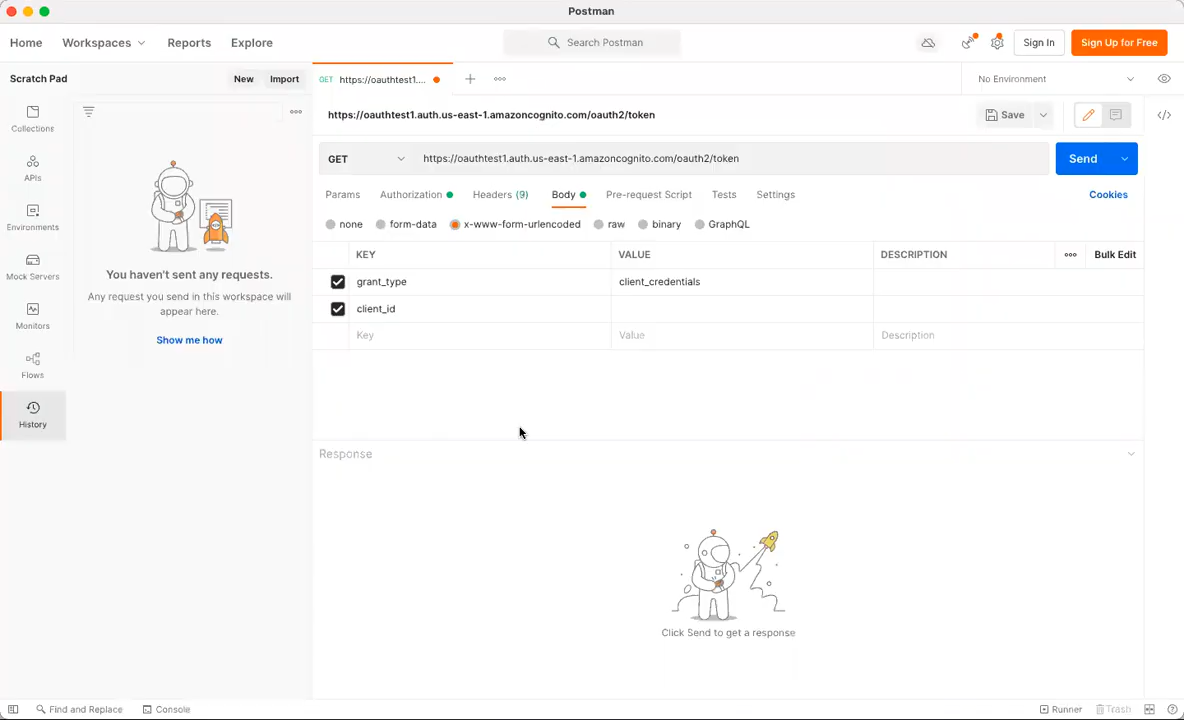 Postman
Home Workspaces Reports Explore Search Postman Sign In Sign Up for Free
Scratch Pad New Import GET https://oauthtest1.... No Environment
https://oauthtest1.auth.us-east-1.amazoncognito.com/oauth2/token Save
GET https://oauthtest1.auth.us-east-1.amazoncognito.com/oauth2/token Send
Params Authorization Headers (9) Body Pre-request Script Tests Settings Cookies
none form-data x-www-form-urlencoded raw binary GraphQL
KEY VALUE DESCRIPTION Bulk Edit
grant_type client_credentials
client_id
Key Value Description
Response
Click Send to get a response
Collections
APIs
Environments
Mock Servers
Monitors
Flows
History
You haven't sent any requests.
Any request you send in this workspace will
appear here.
Show me how
Find and Replace Console Runner Trash